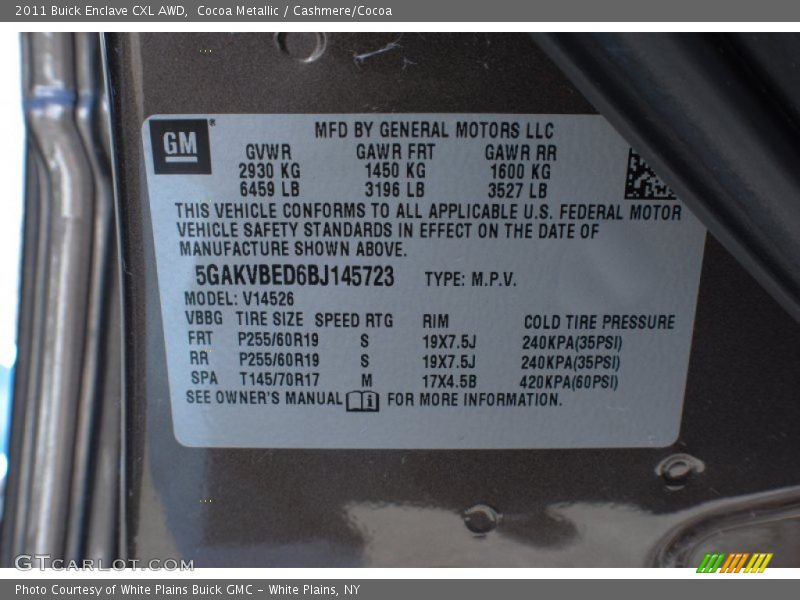 2011 Buick Enclave CXL AWD,  Cocoa Metallic / Cashmere/Cocoa
GM®
MFD BY GENERAL MOTORS LLC
GVWR GAWR FRT GAWR RR
2930 KG 1450 KG 1600 KG
6459 LB 3196 LB 3527 LB
THIS VEHICLE CONFORMS TO ALL APPLICABLE U.S. FEDERAL MOTOR
VEHICLE SAFETY STANDARDS IN EFFECT ON THE DATE OF
MANUFACTURE SHOWN ABOVE.
5GAKVBED6BJ145723 TYPE: M.P.V.
MODEL: V14526
VBBG TIRE SIZE SPEED RTG RIM COLD TIRE PRESSURE
FRT P255/60R19 S 19X7.5J 240KPA(35PSI)
RR P255/60R19 S 19X7.5J 240KPA(35PSI)
SPA T145/70R17 M 17X4.5B 420KPA(60PSI)
SEE OWNER'S MANUAL FOR MORE INFORMATION.
GTCarLot.com
Photo Courtesy of White Plains Buick GMC - White Plains, NY